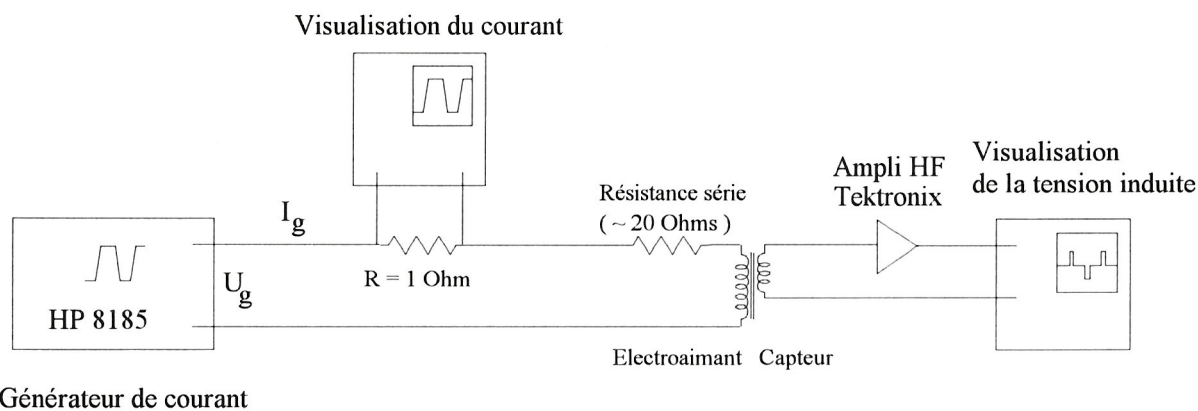 Visualisation du courant
Ampli HF
Tektronix
Visualisation
de la tension induite
Résistance série
( ~ 20 Ohms )
I g
R = 1 Ohm
U g
HP 8185
Electroaimant Capteur
Générateur de courant